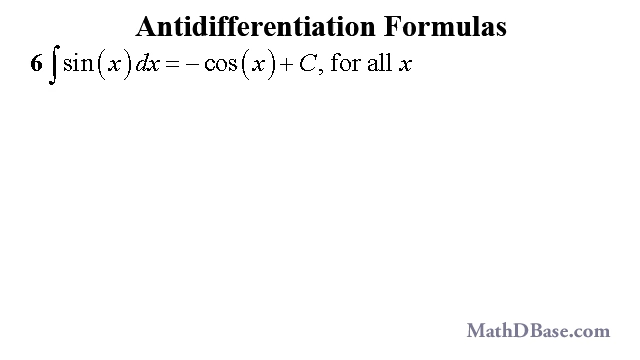 Antidifferentiation Formulas
6 ∫ sin(x) dx = − cos(x) + C, for all x
MathDBase.com